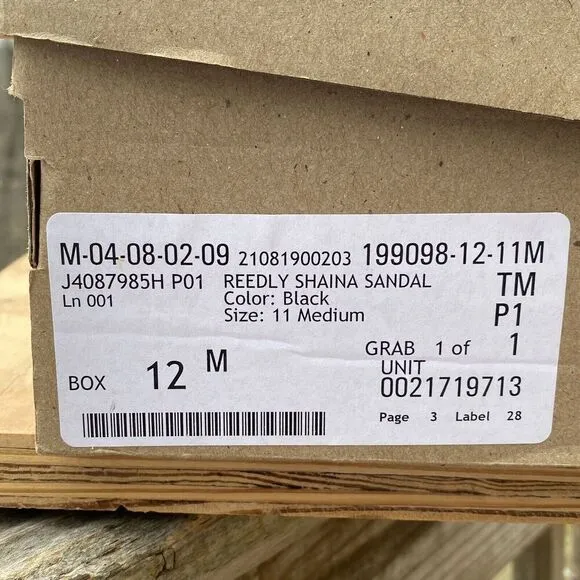 M-04-08-02-09 21081900203 199098-12-11M
J4087985H P01 REEDLY SHAINA SANDAL TM
Ln 001 Color: Black P1
Size: 11 Medium
GRAB 1 of 1
UNIT
BOX 12 M 0021719713
Page 3 Label 28